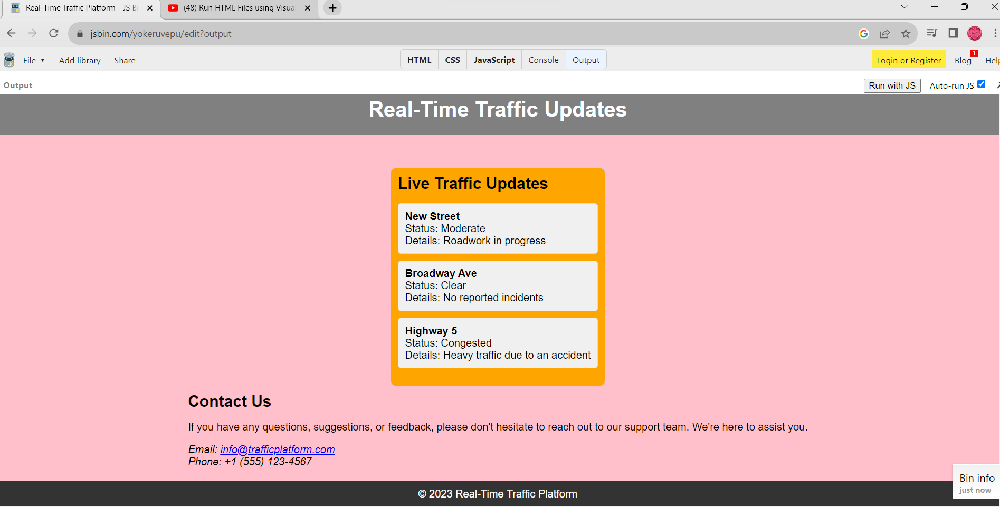 Real-Time Traffic Platform - JS Bi
(48) Run HTML Files using Visual
jsbin.com/yokeruvepu/edit?output
File Add library Share HTML CSS JavaScript Console Output Login or Register Blog 1 Help
Output Run with JS Auto-run JS
Real-Time Traffic Updates
Live Traffic Updates
New Street
Status: Moderate
Details: Roadwork in progress
Broadway Ave
Status: Clear
Details: No reported incidents
Highway 5
Status: Congested
Details: Heavy traffic due to an accident
Contact Us
If you have any questions, suggestions, or feedback, please don't hesitate to reach out to our support team. We're here to assist you.
Email: info@trafficplatform.com
Phone: +1 (555) 123-4567
Bin info
just now
© 2023 Real-Time Traffic Platform